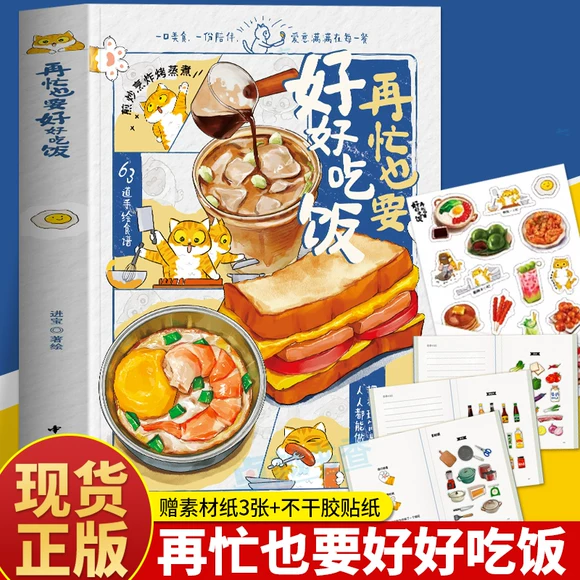 一口美食,一份陪伴,
爱意满满在每一餐
煎炒烹炸烤蒸煮
再忙也要
好好吃饭
63道手绘食谱
人人都能做
再忙也要好好吃饭
进宝◎著绘
现货
正版
赠素材纸3张+不干胶贴纸
再忙也要好好吃饭